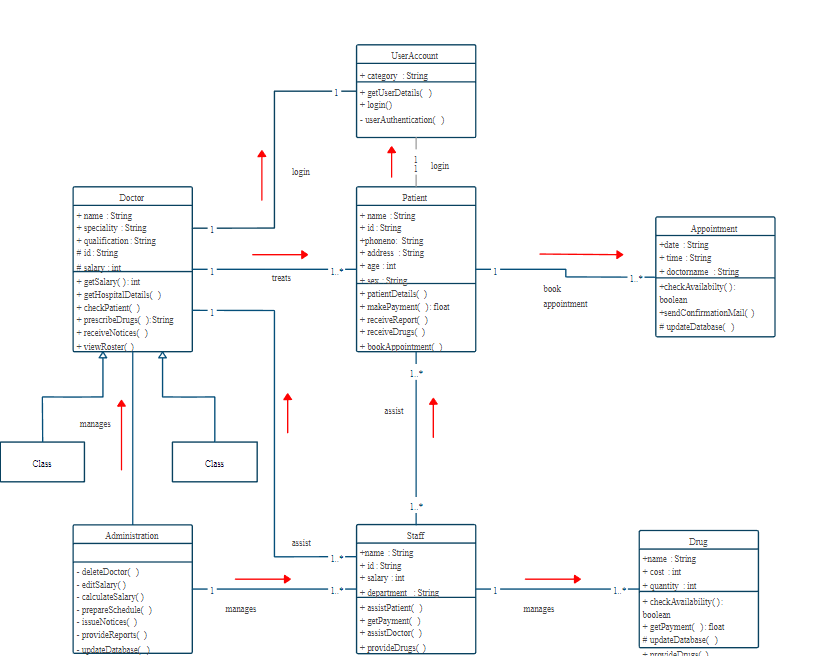 UserAccount
+ category : String
+ getUserDetails( )
+ login()
- userAuthentication( )
1
login
1
1
login
Doctor
+ name : String
+ speciality : String
+ qualification : String
# id : String
# salary : int
+ getSalary( ): int
+ getHospitalDetails( )
+ checkPatient( )
+ prescribeDrugs( ):String
+ receiveNotices( )
+ viewRoster( )
1
1
treats
1..*
1
Patient
+ name : String
+ id : String
+phoneno: String
+ address : String
+ age : int
+ sex : String
+ patientDetails( )
+ makePayment( ): float
+ receiveReport( )
+ receiveDrugs( )
+ bookAppointment( )
1
book
appointment
1..*
Appointment
+date : String
+ time : String
+ doctorname : String
+checkAvailabilty( ):
boolean
+sendConfirmationMail( )
# updateDatabase( )
1..*
assist
1..*
manages
Class
Class
assist
1..*
Administration
- deleteDoctor( )
- editSalary( )
- calculateSalary( )
- prepareSchedule( )
- issueNotices( )
- provideReports( )
- updateDatabase( )
1
manages
1..*
Staff
+name : String
+ id : String
+ salary : int
+ department : String
+ assistPatient( )
+ getPayment( )
+ assistDoctor( )
+ provideDrugs( )
1
manages
1..*
Drug
+name : String
+ cost : int
+ quantity : int
+ checkAvailability( ):
boolean
+ getPayment( ): float
# updateDatabase( )
+ provideDrugs( )